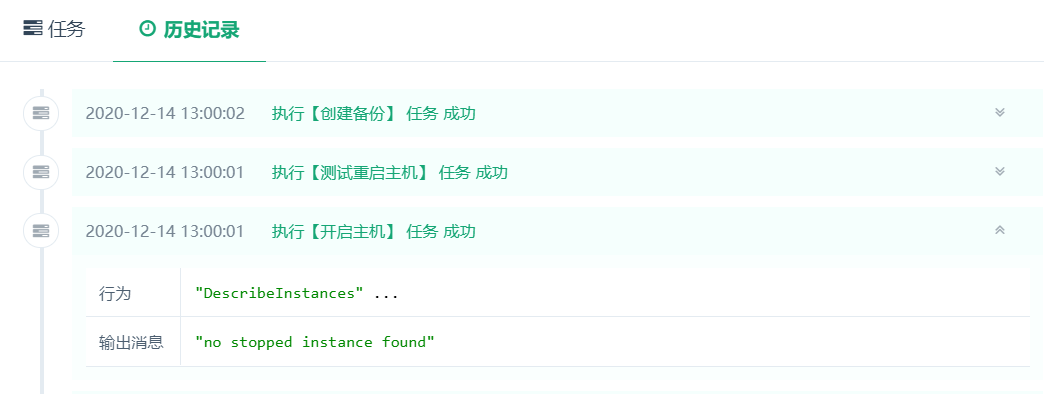 任务 历史记录
2020-12-14 13:00:02 执行【创建备份】 任务 成功
2020-12-14 13:00:01 执行【测试重启主机】 任务 成功
2020-12-14 13:00:01 执行【开启主机】 任务 成功
行为 "DescribeInstances" ...
输出消息 "no stopped instance found"